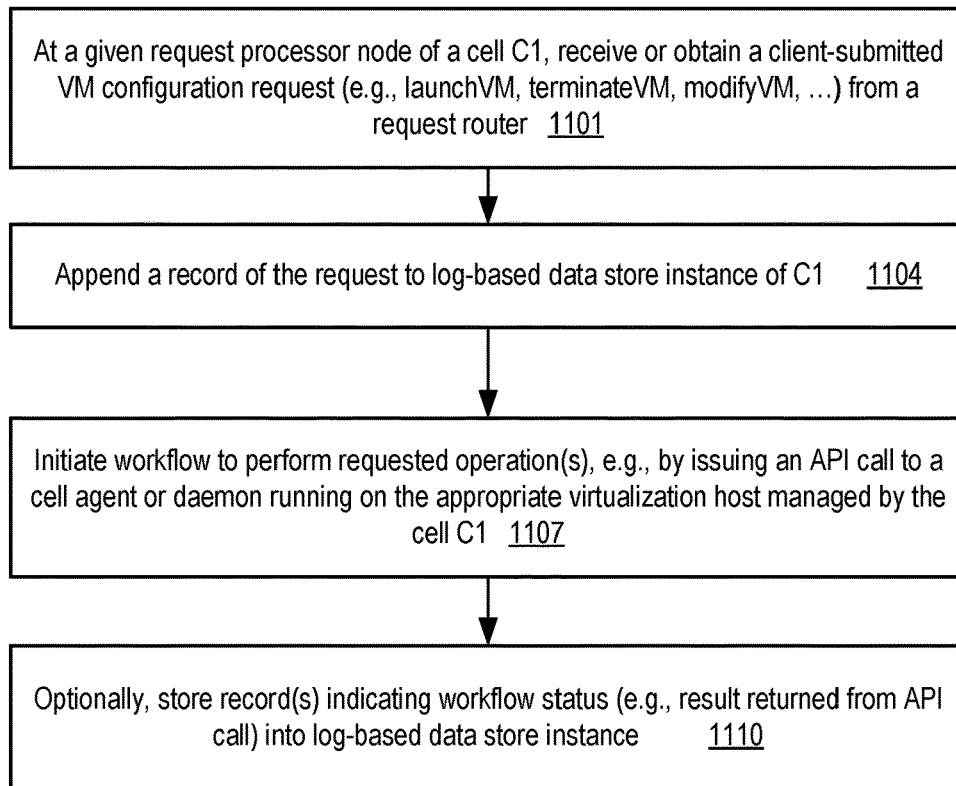 At a given request processor node of a cell C1, receive or obtain a client-submitted
VM configuration request (e.g., launchVM, terminateVM, modifyVM, …) from a
request router 1101
Append a record of the request to log-based data store instance of C1 1104
Initiate workflow to perform requested operation(s), e.g., by issuing an API call to a
cell agent or daemon running on the appropriate virtualization host managed by the
cell C1 1107
Optionally, store record(s) indicating workflow status (e.g., result returned from API
call) into log-based data store instance 1110